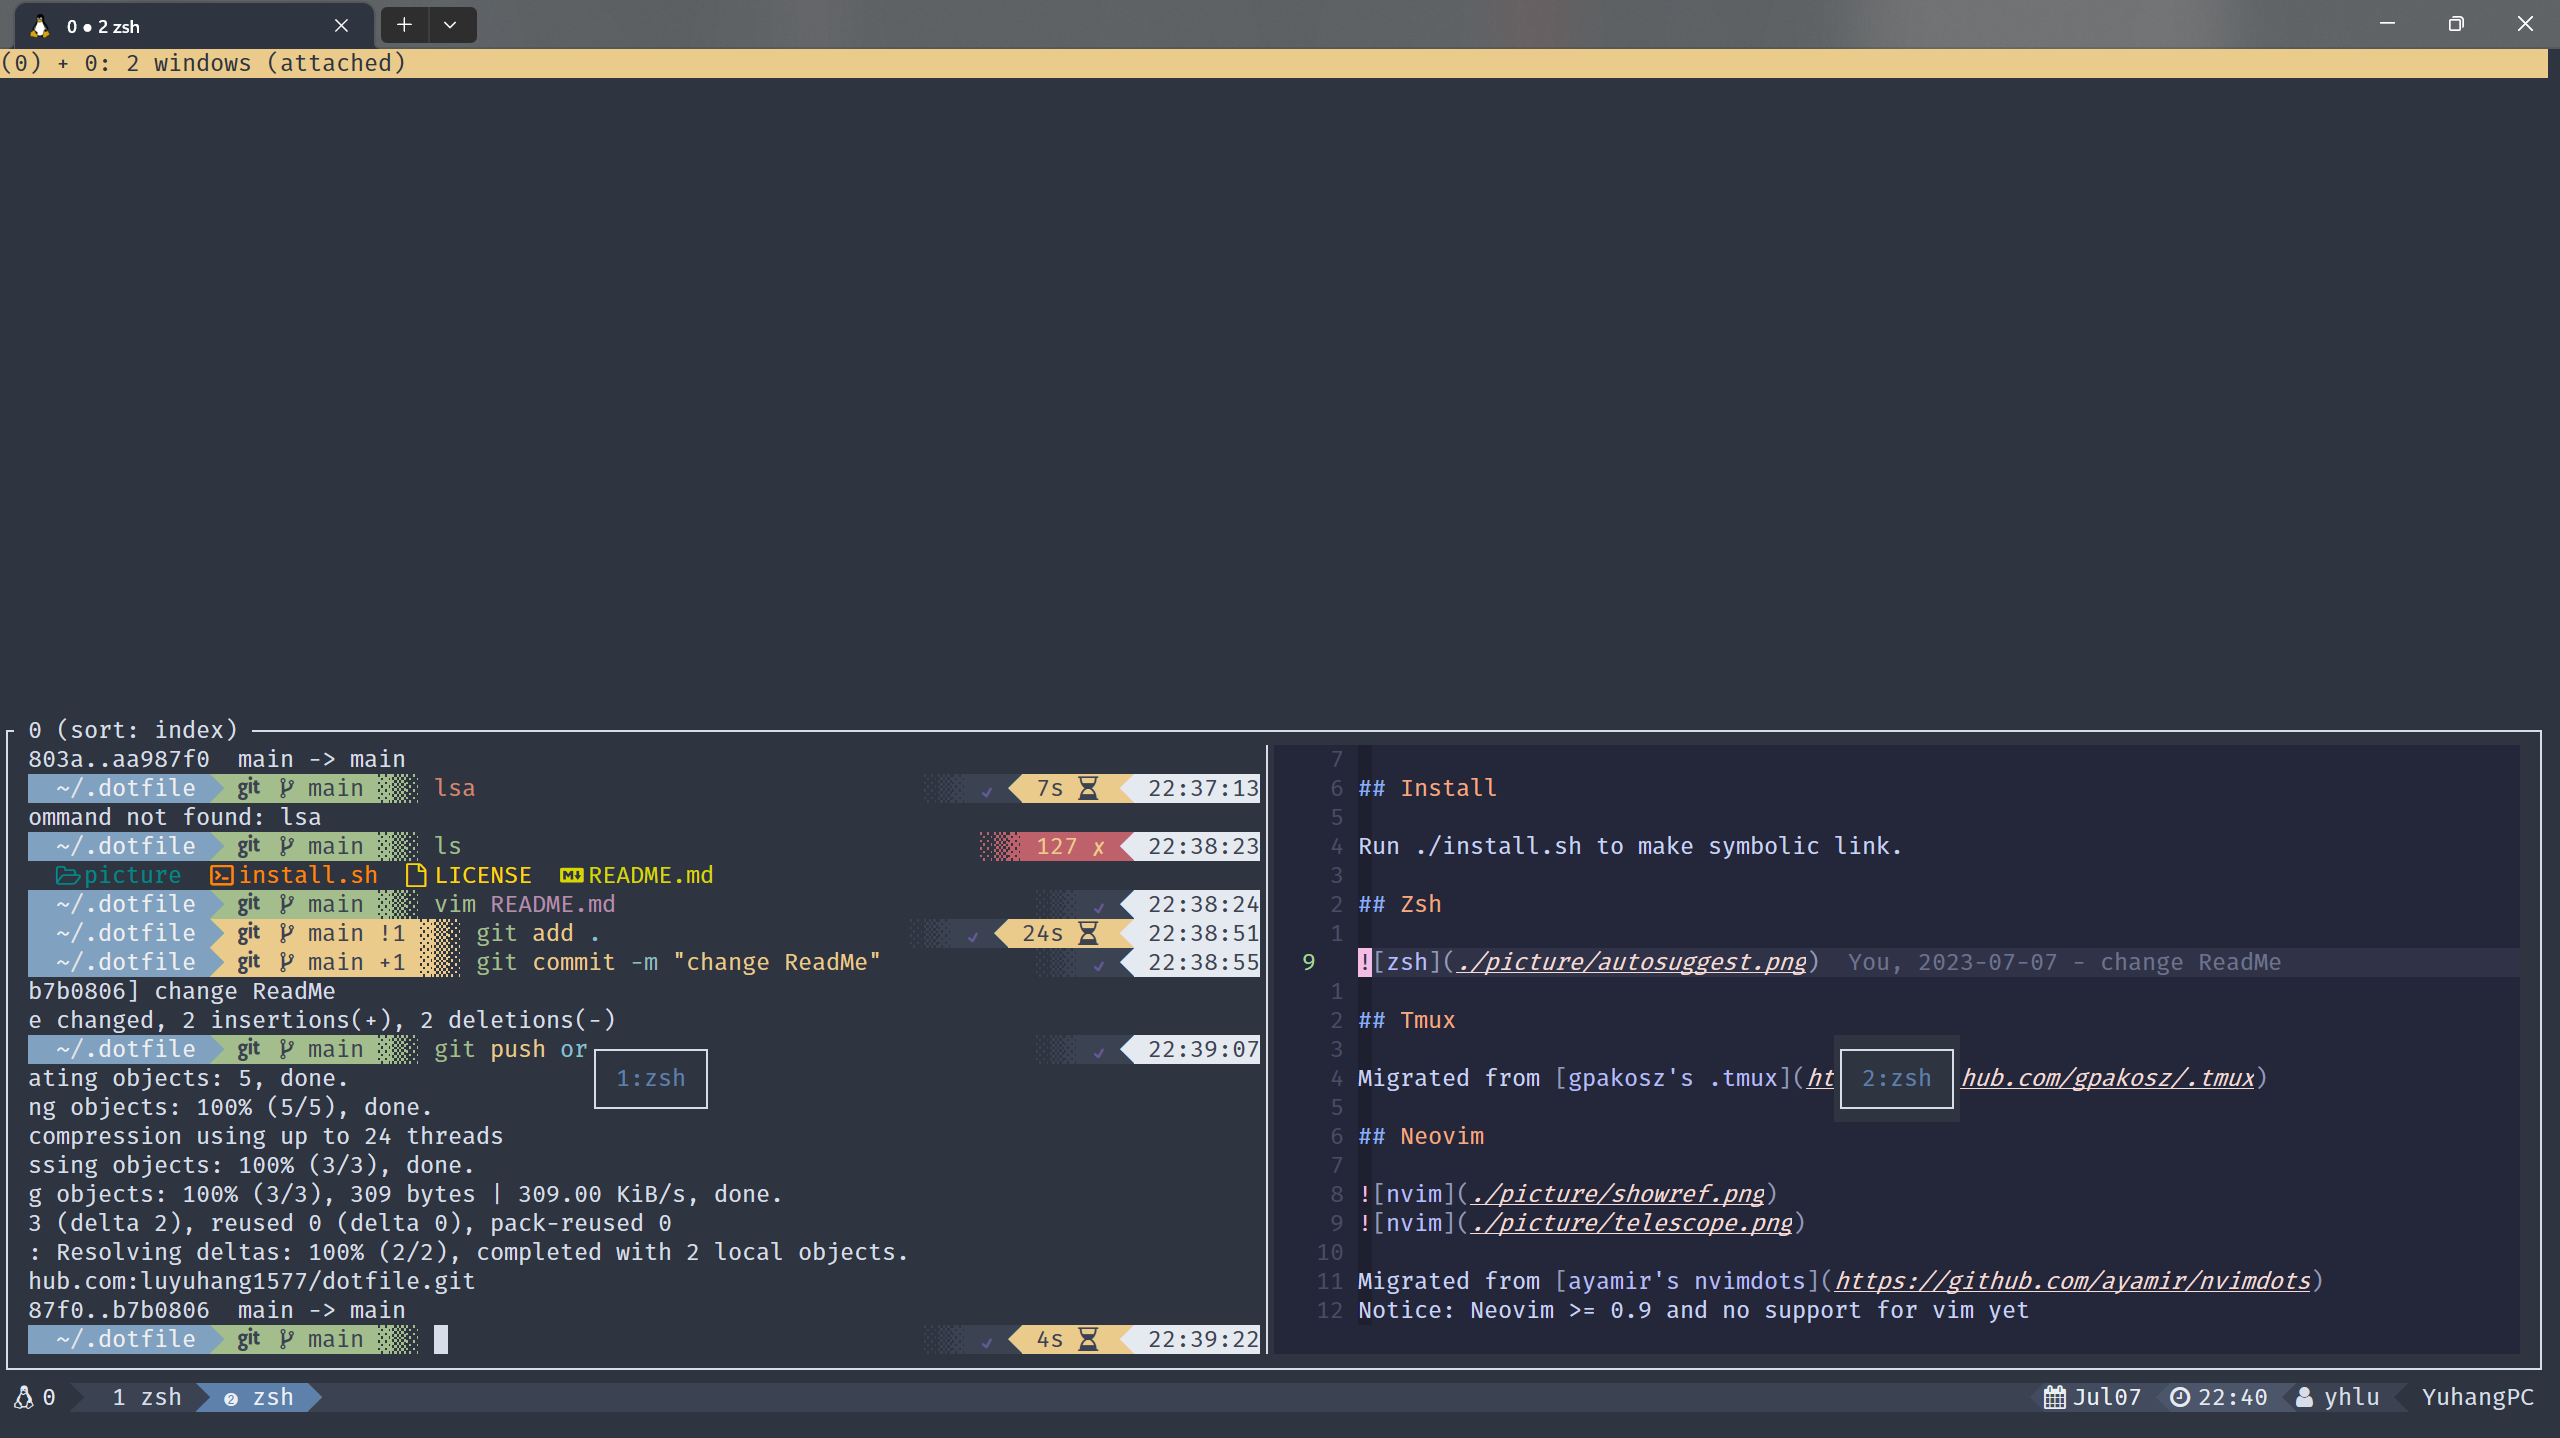 0 ● 2 zsh
(0) + 0: 2 windows (attached)
0 (sort: index)
803a..aa987f0  main -> main
~/.dotfile git main lsa 7s 22:37:13
ommand not found: lsa
~/.dotfile git main ls 127 ✗ 22:38:23
picture install.sh LICENSE README.md
~/.dotfile git main vim README.md 22:38:24
~/.dotfile git main !1 git add . 24s 22:38:51
~/.dotfile git main +1 git commit -m "change ReadMe" 22:38:55
b7b0806] change ReadMe
e changed, 2 insertions(+), 2 deletions(-)
~/.dotfile git main git push or 22:39:07
ating objects: 5, done.
1:zsh
ng objects: 100% (5/5), done.
compression using up to 24 threads
ssing objects: 100% (3/3), done.
g objects: 100% (3/3), 309 bytes | 309.00 KiB/s, done.
3 (delta 2), reused 0 (delta 0), pack-reused 0
: Resolving deltas: 100% (2/2), completed with 2 local objects.
hub.com:luyuhang1577/dotfile.git
87f0..b7b0806  main -> main
~/.dotfile git main 4s 22:39:22
7
6 ## Install
5
4 Run ./install.sh to make symbolic link.
3
2 ## Zsh
1
9 ![zsh](./picture/autosuggest.png)  You, 2023-07-07 - change ReadMe
1
2 ## Tmux
3
4 Migrated from [gpakosz's .tmux](ht 2:zsh hub.com/gpakosz/.tmux)
5
6 ## Neovim
7
8 ![nvim](./picture/showref.png)
9 ![nvim](./picture/telescope.png)
10
11 Migrated from [ayamir's nvimdots](https://github.com/ayamir/nvimdots)
12 Notice: Neovim >= 0.9 and no support for vim yet
0 1 zsh ❷ zsh Jul07 22:40 yhlu YuhangPC